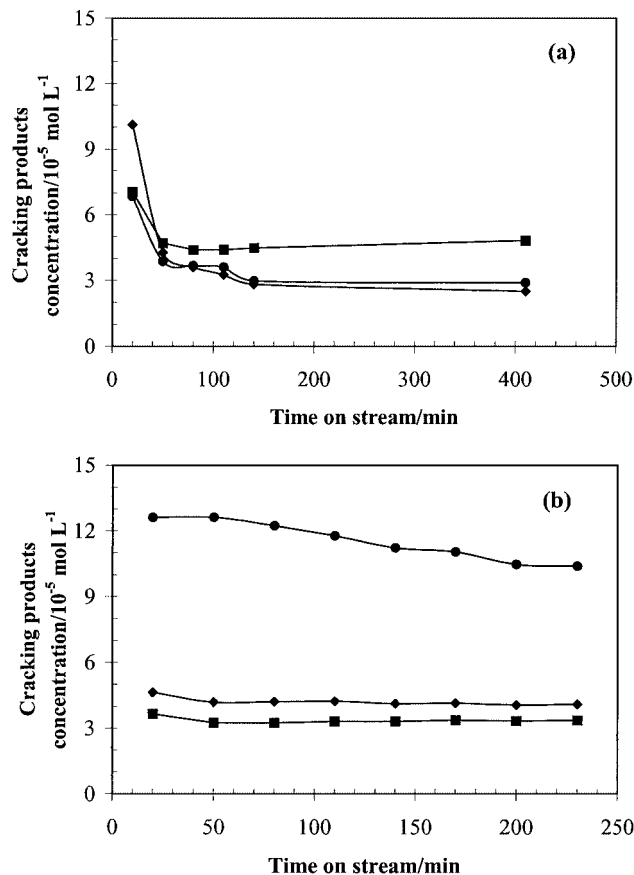 15
12
9
6
3
0
(a)
Cracking products
concentration/10⁻⁵ mol L⁻¹
0 100 200 300 400 500
Time on stream/min
15
12
9
6
3
0
(b)
Cracking products
concentration/10⁻⁵ mol L⁻¹
0 50 100 150 200 250
Time on stream/min